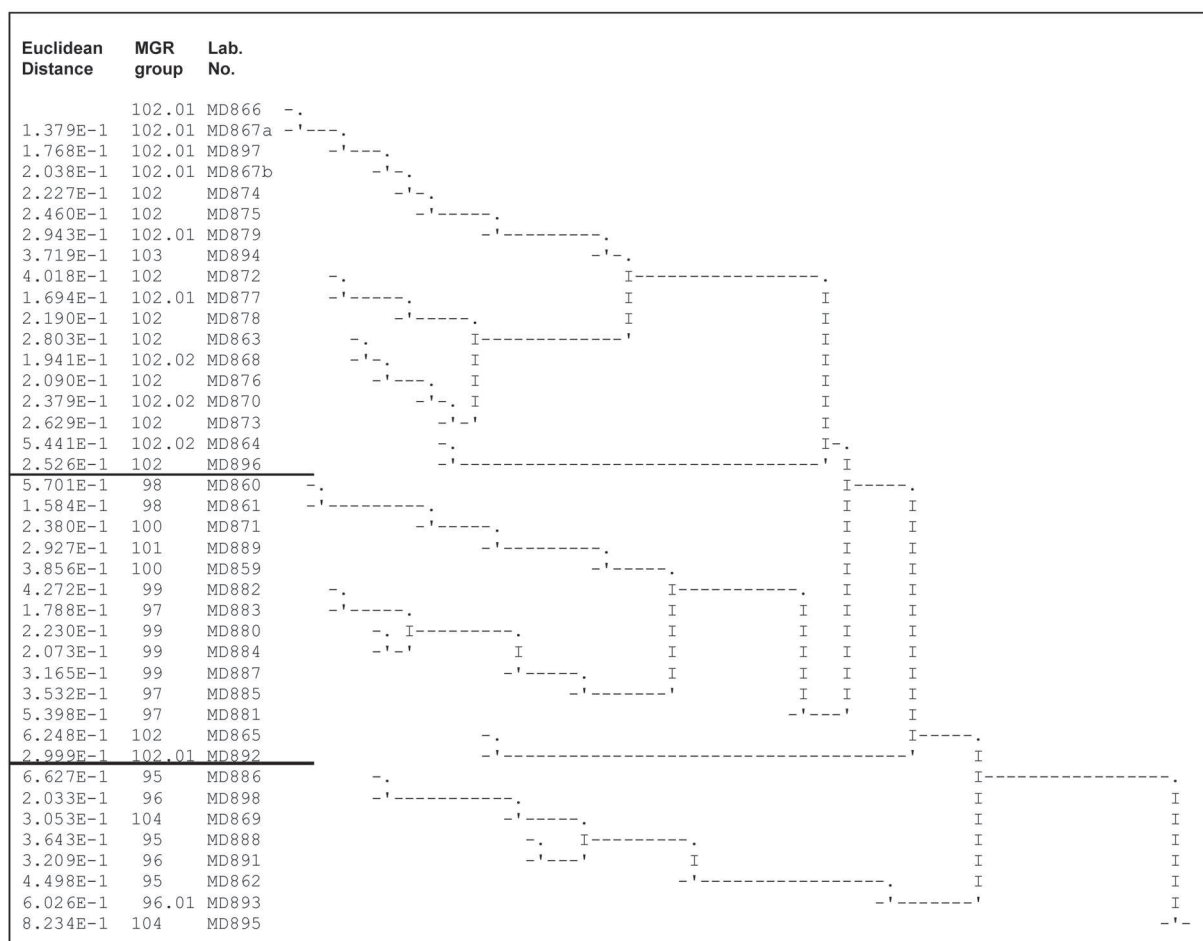 Euclidean MGR Lab.
Distance group No.
102.01 MD866
1.379E-1 102.01 MD867a
1.768E-1 102.01 MD897
2.038E-1 102.01 MD867b
2.227E-1 102 MD874
2.460E-1 102 MD875
2.943E-1 102.01 MD879
3.719E-1 103 MD894
4.018E-1 102 MD872
1.694E-1 102.01 MD877
2.190E-1 102 MD878
2.803E-1 102 MD863
1.941E-1 102.02 MD868
2.090E-1 102 MD876
2.379E-1 102.02 MD870
2.629E-1 102 MD873
5.441E-1 102.02 MD864
2.526E-1 102 MD896
5.701E-1 98 MD860
1.584E-1 98 MD861
2.380E-1 100 MD871
2.927E-1 101 MD889
3.856E-1 100 MD859
4.272E-1 99 MD882
1.788E-1 97 MD883
2.230E-1 99 MD880
2.073E-1 99 MD884
3.165E-1 99 MD887
3.532E-1 97 MD885
5.398E-1 97 MD881
6.248E-1 102 MD865
2.999E-1 102.01 MD892
6.627E-1 95 MD886
2.033E-1 96 MD898
3.053E-1 104 MD869
3.643E-1 95 MD888
3.209E-1 96 MD891
4.498E-1 95 MD862
6.026E-1 96.01 MD893
8.234E-1 104 MD895